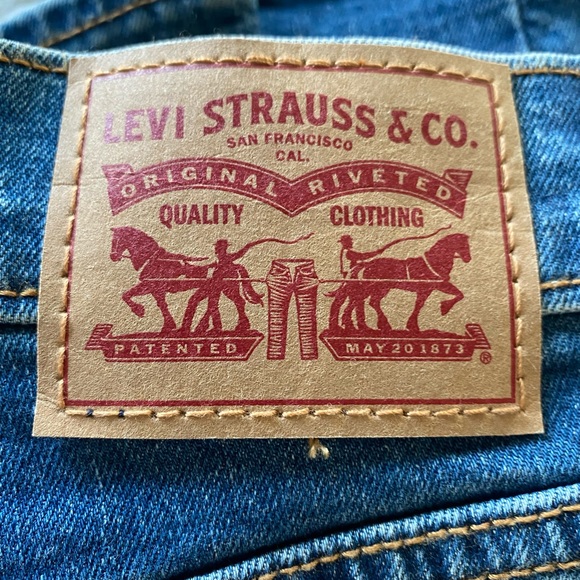 LEVI STRAUSS & CO.
SAN FRANCISCO
CAL.
ORIGINAL RIVETED
QUALITY CLOTHING
PATENTED MAY 20 1873 ®